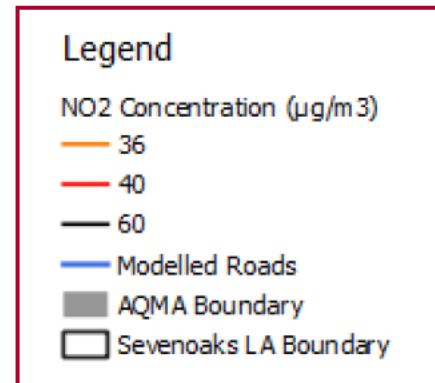 Legend
NO2 Concentration (µg/m3)
36
40
60
Modelled Roads
AQMA Boundary
Sevenoaks LA Boundary